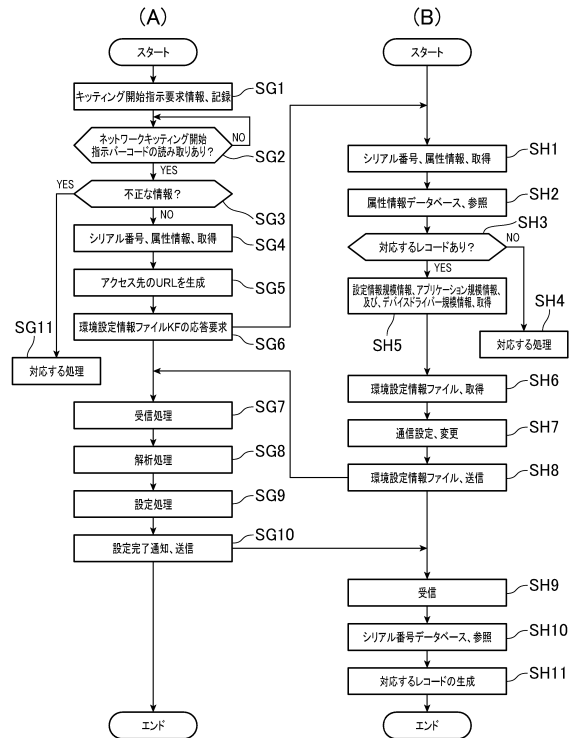 (A)
スタート
キッティング開始指示要求情報、記録
SG1
ネットワークキッティング開始
指示バーコードの読み取りあり?
NO
SG2
YES
不正な情報?
YES
SG3
NO
シリアル番号、属性情報、取得
SG4
アクセス先のURLを生成
SG5
環境設定情報ファイルKFの応答要求
SG6
SG11
対応する処理
受信処理
SG7
解析処理
SG8
設定処理
SG9
設定完了通知、送信
SG10
エンド
(B)
スタート
シリアル番号、属性情報、取得
SH1
属性情報データベース、参照
SH2
対応するレコードあり?
SH3
NO
YES
設定情報規模情報、アプリケーション規模情報、
及び、デバイスドライバー規模情報、取得
SH5
SH4
対応する処理
環境設定情報ファイル、取得
SH6
通信設定、変更
SH7
環境設定情報ファイル、送信
SH8
受信
SH9
シリアル番号データベース、参照
SH10
対応するレコードの生成
SH11
エンド